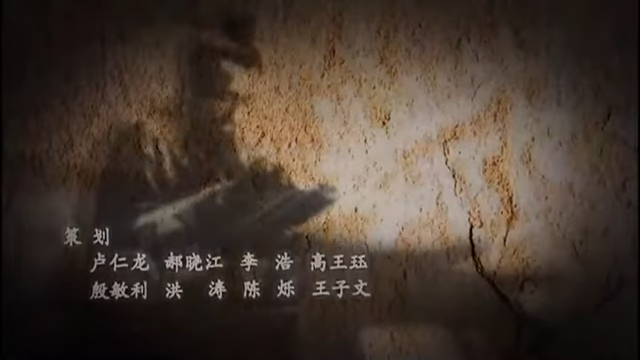 策 划
卢仁龙 郝晓江 李 浩 高王珏
殷敏利 洪 涛 陈 烁 王子文